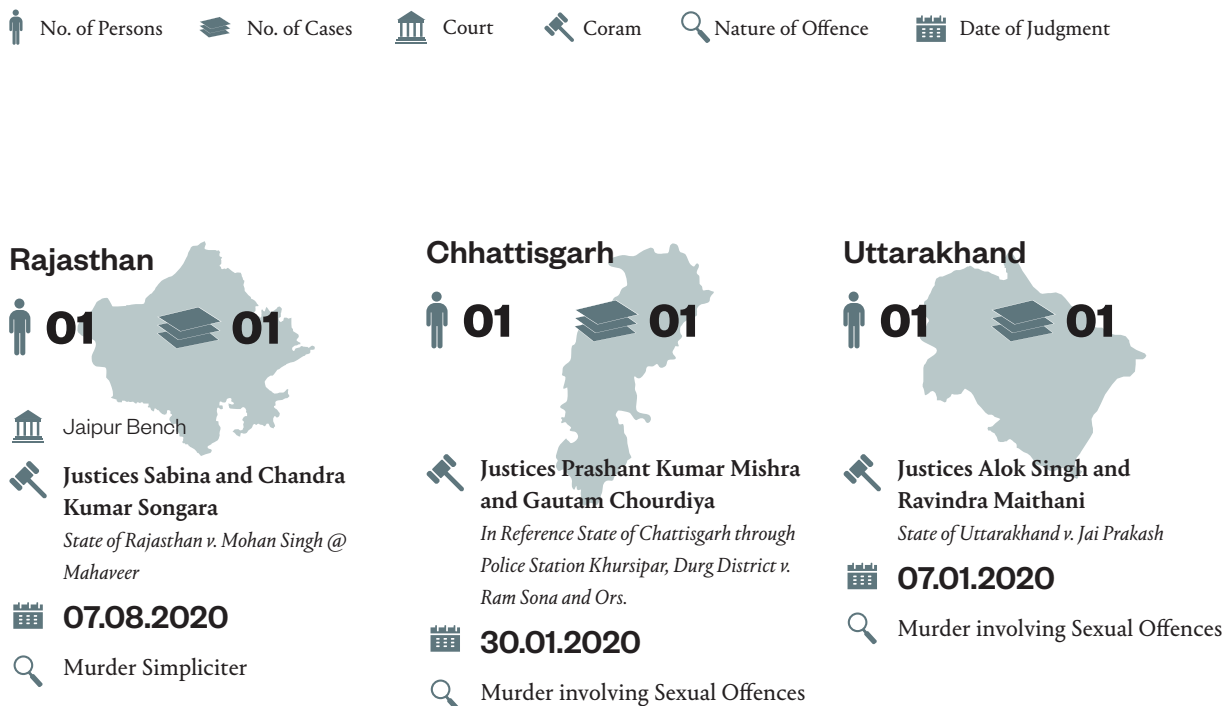 No. of Persons No. of Cases Court Coram Nature of Offence Date of Judgment
Rajasthan
01 01
Jaipur Bench
Justices Sabina and Chandra
Kumar Songara
State of Rajasthan v. Mohan Singh @
Mahaveer
07.08.2020
Murder Simpliciter
Chhattisgarh
01 01
Justices Prashant Kumar Mishra
and Gautam Chourdiya
In Reference State of Chattisgarh through
Police Station Khursipar, Durg District v.
Ram Sona and Ors.
30.01.2020
Murder involving Sexual Offences
Uttarakhand
01 01
Justices Alok Singh and
Ravindra Maithani
State of Uttarakhand v. Jai Prakash
07.01.2020
Murder involving Sexual Offences